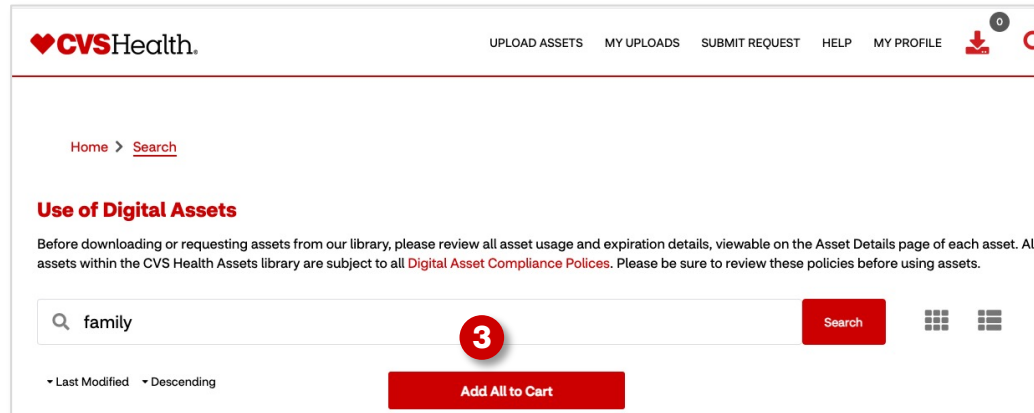 CVSHealth.
UPLOAD ASSETS MY UPLOADS SUBMIT REQUEST HELP MY PROFILE 0
Home > Search
Use of Digital Assets
Before downloading or requesting assets from our library, please review all asset usage and expiration details, viewable on the Asset Details page of each asset. Al
assets within the CVS Health Assets library are subject to all Digital Asset Compliance Polices. Please be sure to review these policies before using assets.
family Search
3
Last Modified Descending Add All to Cart